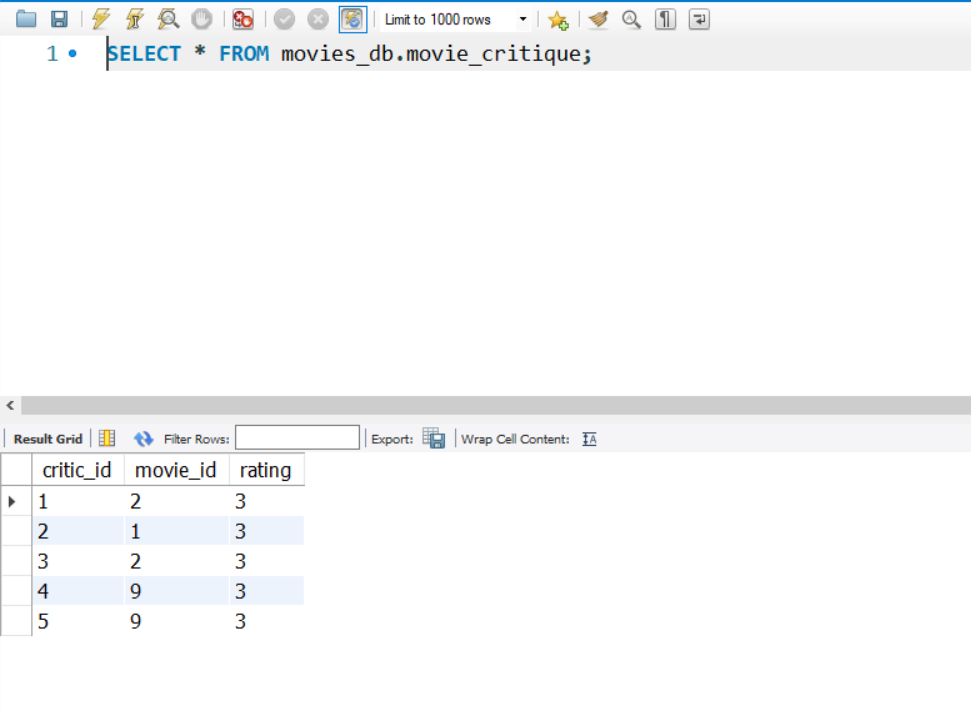 Limit to 1000 rows
1 SELECT * FROM movies_db.movie_critique;
Result Grid Filter Rows: Export: Wrap Cell Content: IA
critic_id movie_id rating
1 2 3
2 1 3
3 2 3
4 9 3
5 9 3